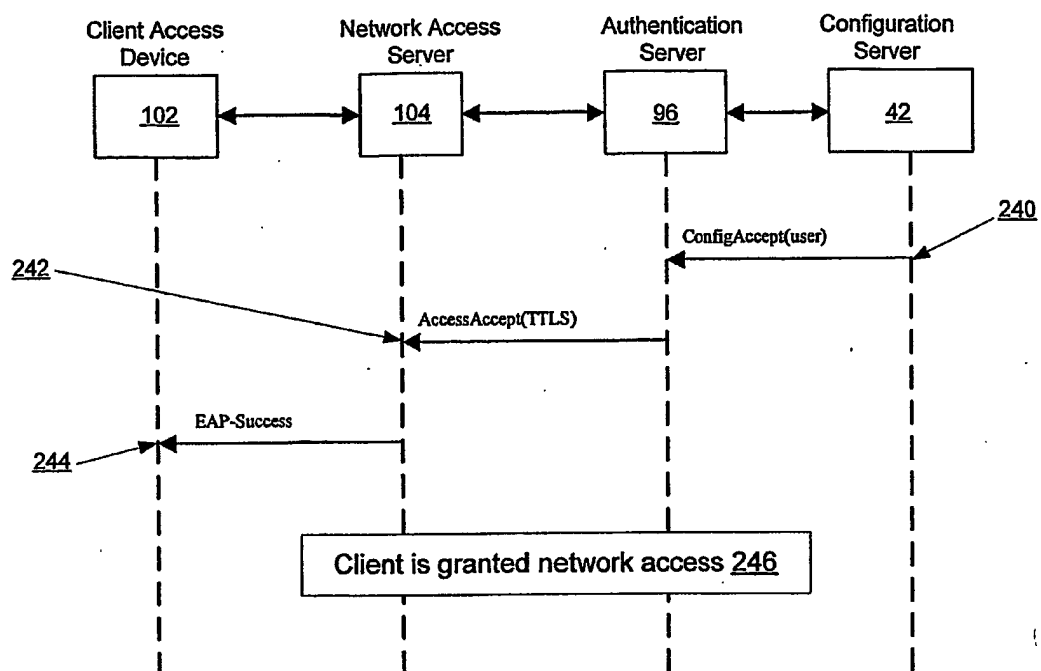 Client Access
Device
Network Access
Server
Authentication
Server
Configuration
Server
102
104
96
42
240
ConfigAccept(user)
242
AccessAccept(TTLS)
EAP-Success
244
Client is granted network access 246